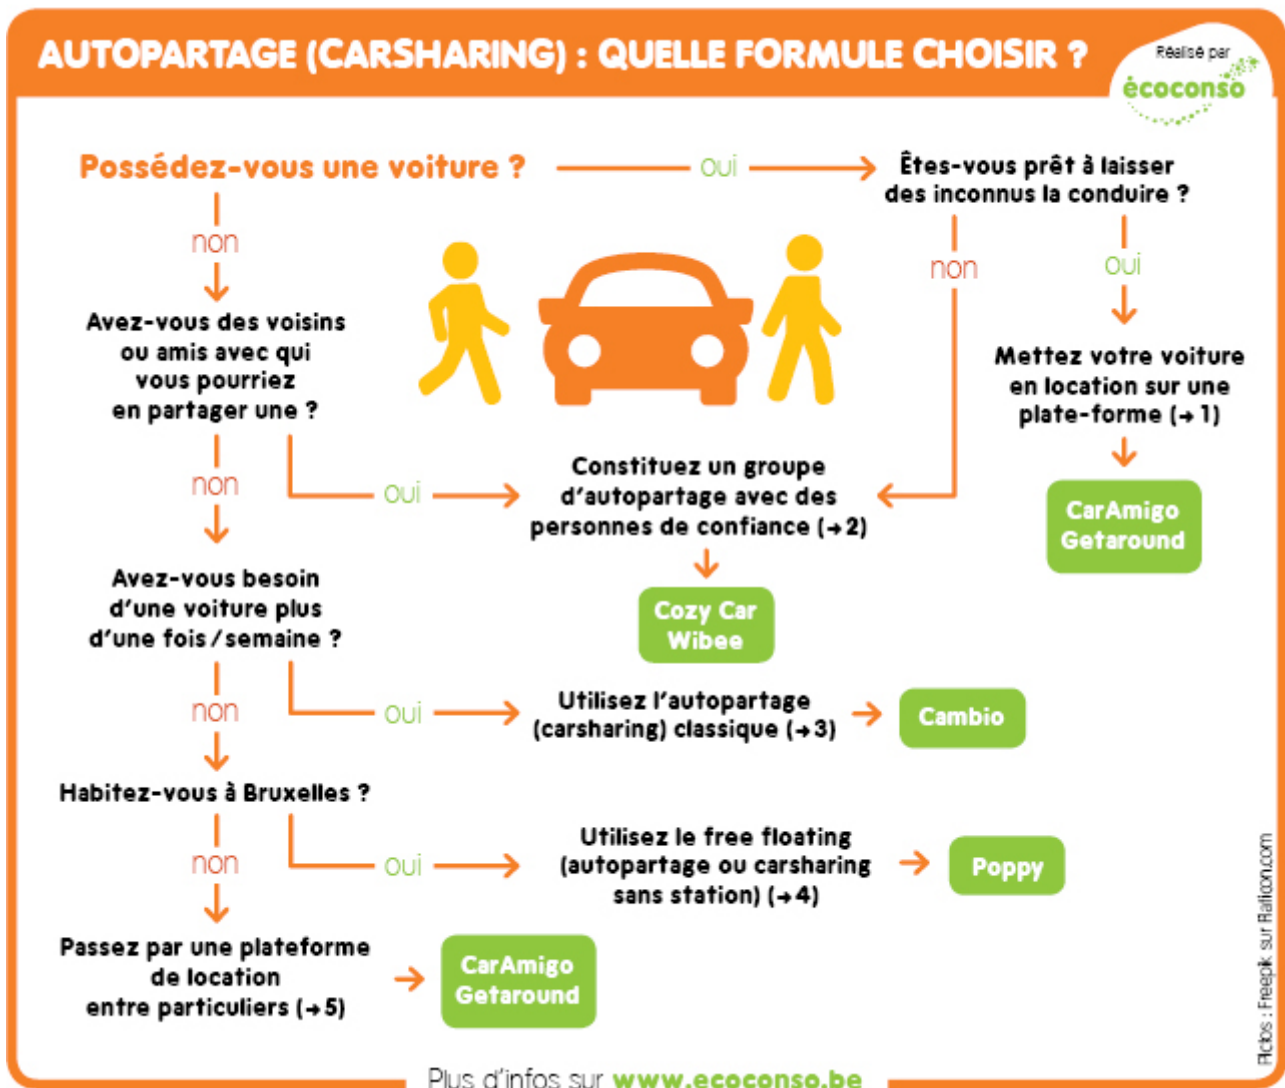 AUTOPARTAGE (CARSHARING) : QUELLE FORMULE CHOISIR ?
Réalisé par
écoconso
Possédez-vous une voiture ?
oui
Êtes-vous prêt à laisser
des inconnus la conduire ?
non
non
oui
Avez-vous des voisins
ou amis avec qui
vous pourriez
en partager une ?
Mettez votre voiture
en location sur une
plate-forme (→1)
non
oui
Constituez un groupe
d'autopartage avec des
personnes de confiance (→2)
CarAmigo
Getaround
Avez-vous besoin
d'une voiture plus
d'une fois/semaine ?
Cozy Car
Wibee
non
oui
Utilisez l'autopartage
(carsharing) classique (→3)
Cambio
Habitez-vous à Bruxelles ?
non
oui
Utilisez le free floating
(autopartage ou carsharing
sans station) (→4)
Poppy
Passez par une plateforme
de location
entre particuliers (→5)
CarAmigo
Getaround
Pictos : Freepik sur Flaticon.com
Plus d'infos sur www.ecoconso.be